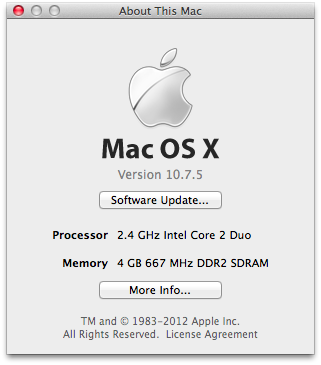 About This Mac
Mac OS X
Version 10.7.5
Software Update...
Processor 2.4 GHz Intel Core 2 Duo
Memory 4 GB 667 MHz DDR2 SDRAM
More Info...
TM and © 1983-2012 Apple Inc.
All Rights Reserved. License Agreement